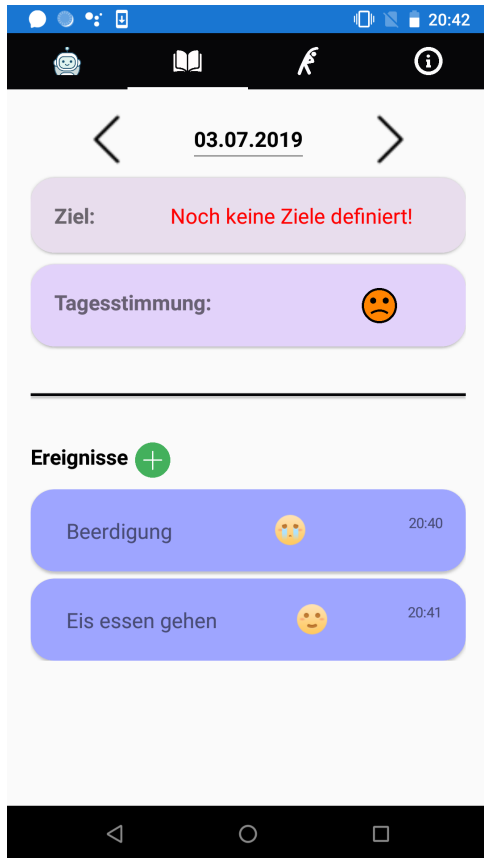 20:42
03.07.2019
Ziel: Noch keine Ziele definiert!
Tagesstimmung:
Ereignisse
Beerdigung 20:40
Eis essen gehen 20:41